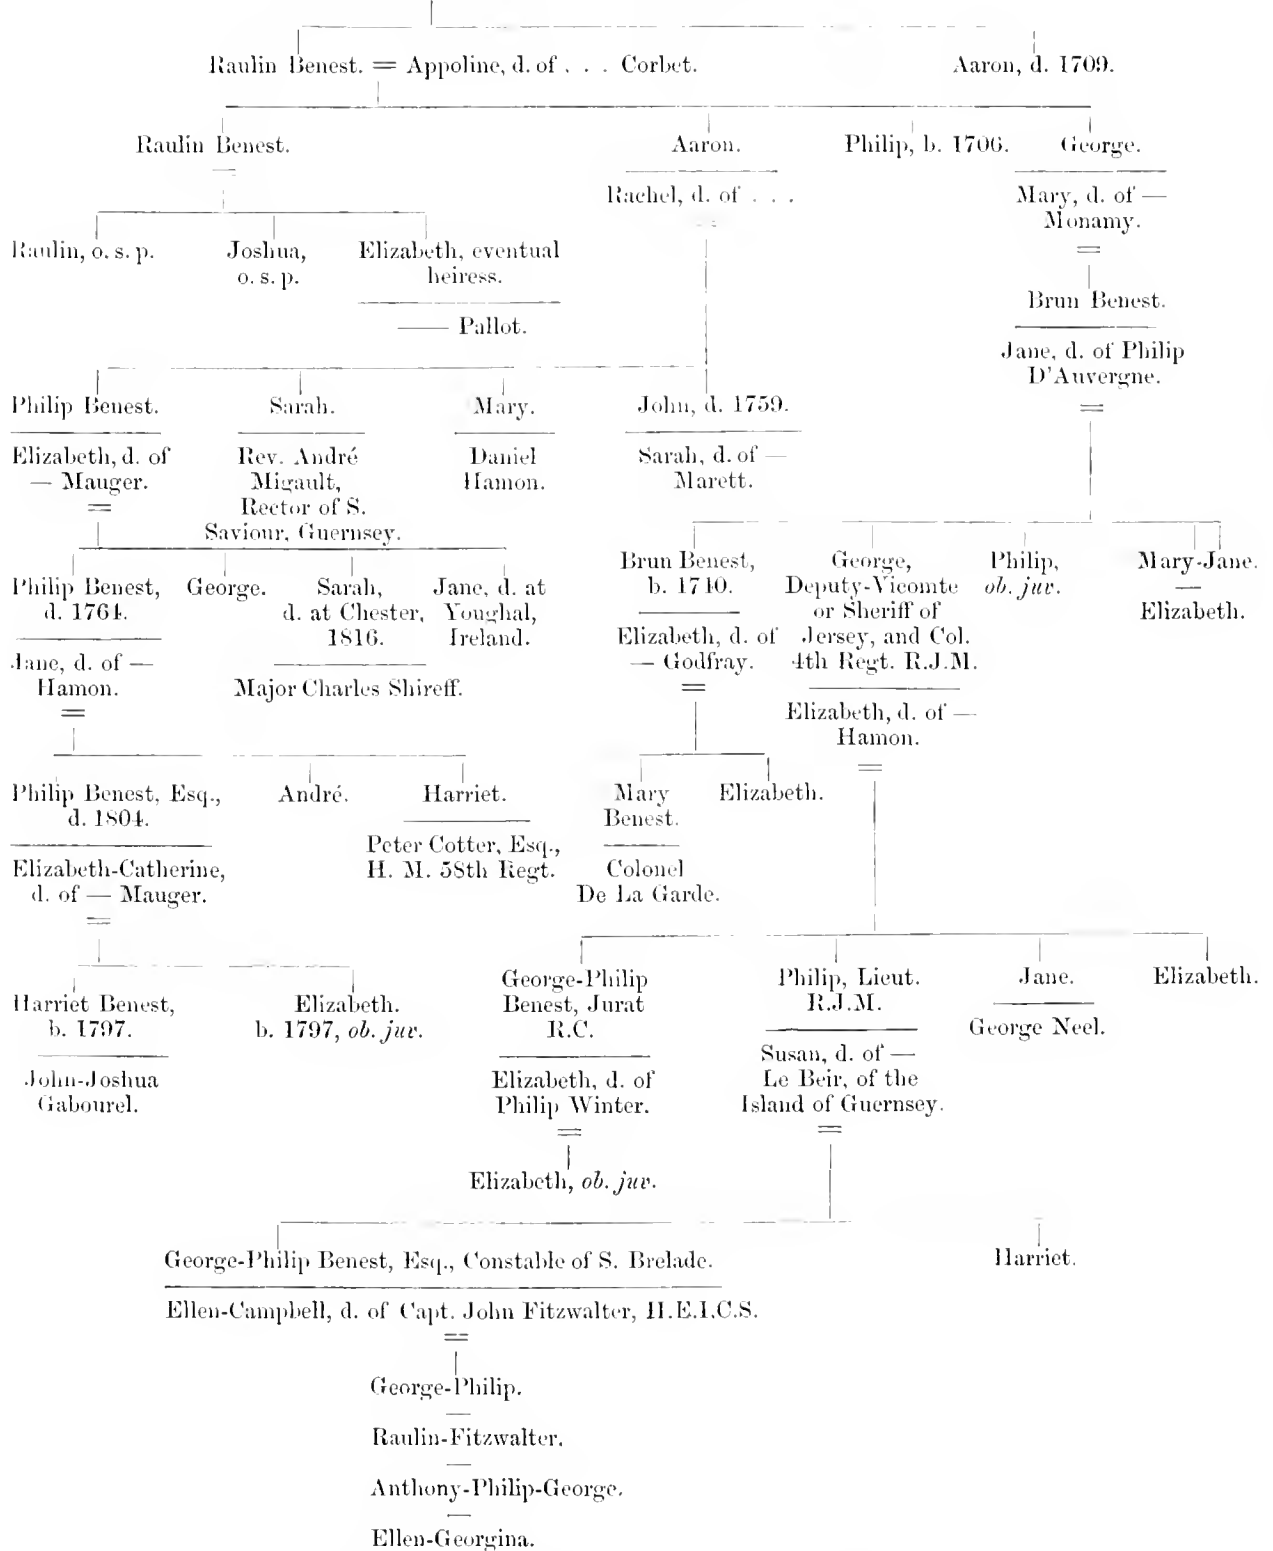 Raulin Benest. = Appoline, d. of . . . Corbet.
Aaron, d. 1709.
Raulin Benest.
Aaron.
Philip, b. 1706.
George.
Rachel, d. of . . .
Mary, d. of —
Monamy.
Raulin, o. s. p.
Joshua,
o. s. p.
Elizabeth, eventual
heiress.
—— Pallot.
Brun Benest.
Jane, d. of Philip
D'Auvergne.
Philip Benest.
Sarah.
Mary.
John, d. 1759.
Elizabeth, d. of
— Mauger.
Rev. André
Migault,
Rector of S.
Saviour, Guernsey.
Daniel
Hamon.
Sarah, d. of —
Marett.
Philip Benest,
d. 1764.
George.
Sarah,
d. at Chester,
1816.
Jane, d. at
Youghal,
Ireland.
Brun Benest,
b. 1740.
George,
Deputy-Vicomte
or Sheriff of
Jersey, and Col.
4th Regt. R.J.M.
Philip,
ob. juv.
Mary-Jane.
—
Elizabeth.
Jane, d. of —
Hamon.
Major Charles Shireff.
Elizabeth, d. of
— Godfray.
Elizabeth, d. of —
Hamon.
Philip Benest, Esq.,
d. 1804.
André.
Harriet.
Mary
Benest.
Elizabeth.
Elizabeth-Catherine,
d. of — Mauger.
Peter Cotter, Esq.,
H. M. 58th Regt.
Colonel
De La Garde.
Harriet Benest,
b. 1797.
Elizabeth.
b. 1797, ob. juv.
George-Philip
Benest, Jurat
R.C.
Philip, Lieut.
R.J.M.
Jane.
Elizabeth.
John-Joshua
Gabourel.
Elizabeth, d. of
Philip Winter.
Susan, d. of —
Le Beir, of the
Island of Guernsey.
George Neel.
Elizabeth, ob. juv.
George-Philip Benest, Esq., Constable of S. Brelade.
Harriet.
Ellen-Campbell, d. of Capt. John Fitzwalter, H.E.I.C.S.
George-Philip.
—
Raulin-Fitzwalter.
—
Anthony-Philip-George.
—
Ellen-Georgina.